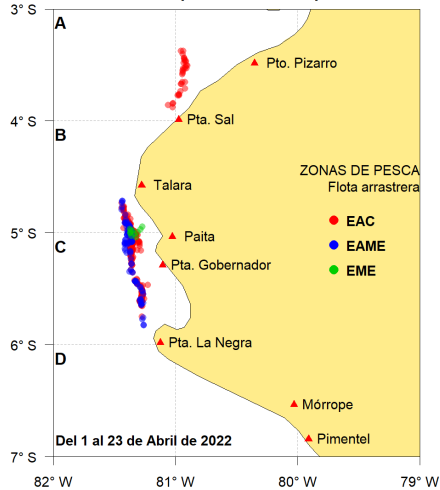 3° S
A
Pto. Pizarro
4° S
Pta. Sal
B
ZONAS DE PESCA
Talara
Flota arrastrera
EAC
5° S
Paita
C
EAME
Pta. Gobernador
EME
6° S
Pta. La Negra
D
Mórrope
Del 1 al 23 de Abril de 2022
Pimentel
7° S
82° W
81° W
80° W
79° W